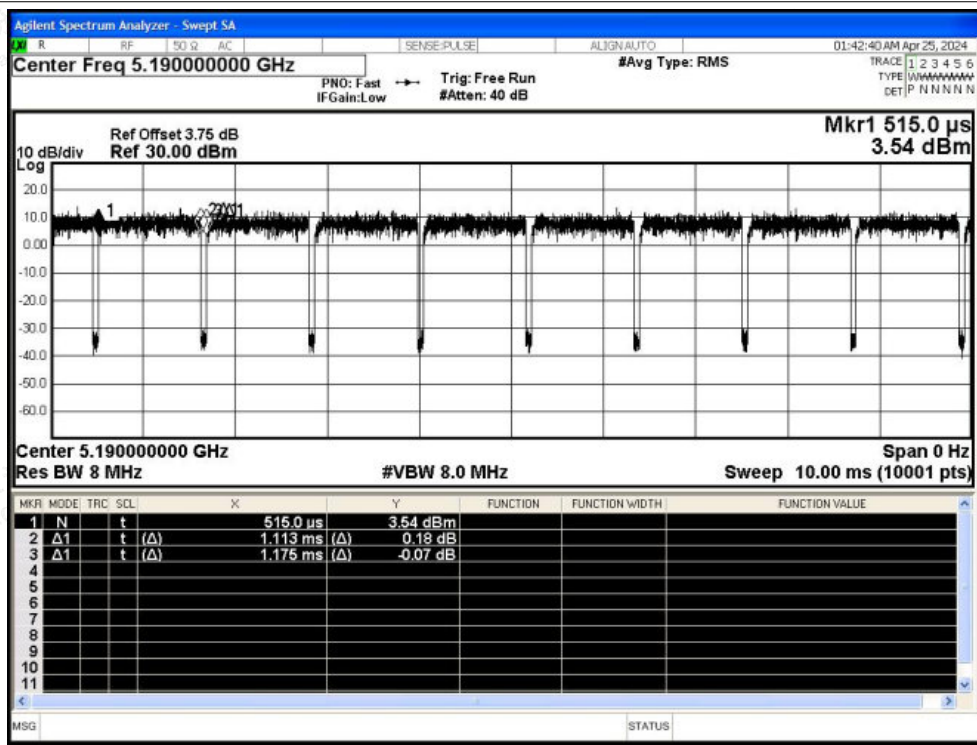 Agilent Spectrum Analyzer - Swept SA
LXI R RF 50 Ω AC SENSE:PULSE ALIGNAUTO 01:42:40 AM Apr 25, 2024
Center Freq 5.190000000 GHz #Avg Type: RMS TRACE 1 2 3 4 5 6
PNO: Fast Trig: Free Run TYPE
IFGain:Low #Atten: 40 dB DET P N N N N N
Mkr1 515.0 µs
Ref Offset 3.75 dB
10 dB/div Ref 30.00 dBm 3.54 dBm
Log
20.0
10.0
0.00
-10.0
-20.0
-30.0
-40.0
-50.0
-60.0
1
Center 5.190000000 GHz Span 0 Hz
Res BW 8 MHz #VBW 8.0 MHz Sweep 10.00 ms (10001 pts)
MKR MODE TRC SCL X Y FUNCTION FUNCTION WIDTH FUNCTION VALUE
1 N t 515.0 µs 3.54 dBm
2 Δ1 t (Δ) 1.113 ms (Δ) 0.18 dB
3 Δ1 t (Δ) 1.175 ms (Δ) -0.07 dB
4
5
6
7
8
9
10
11
MSG STATUS